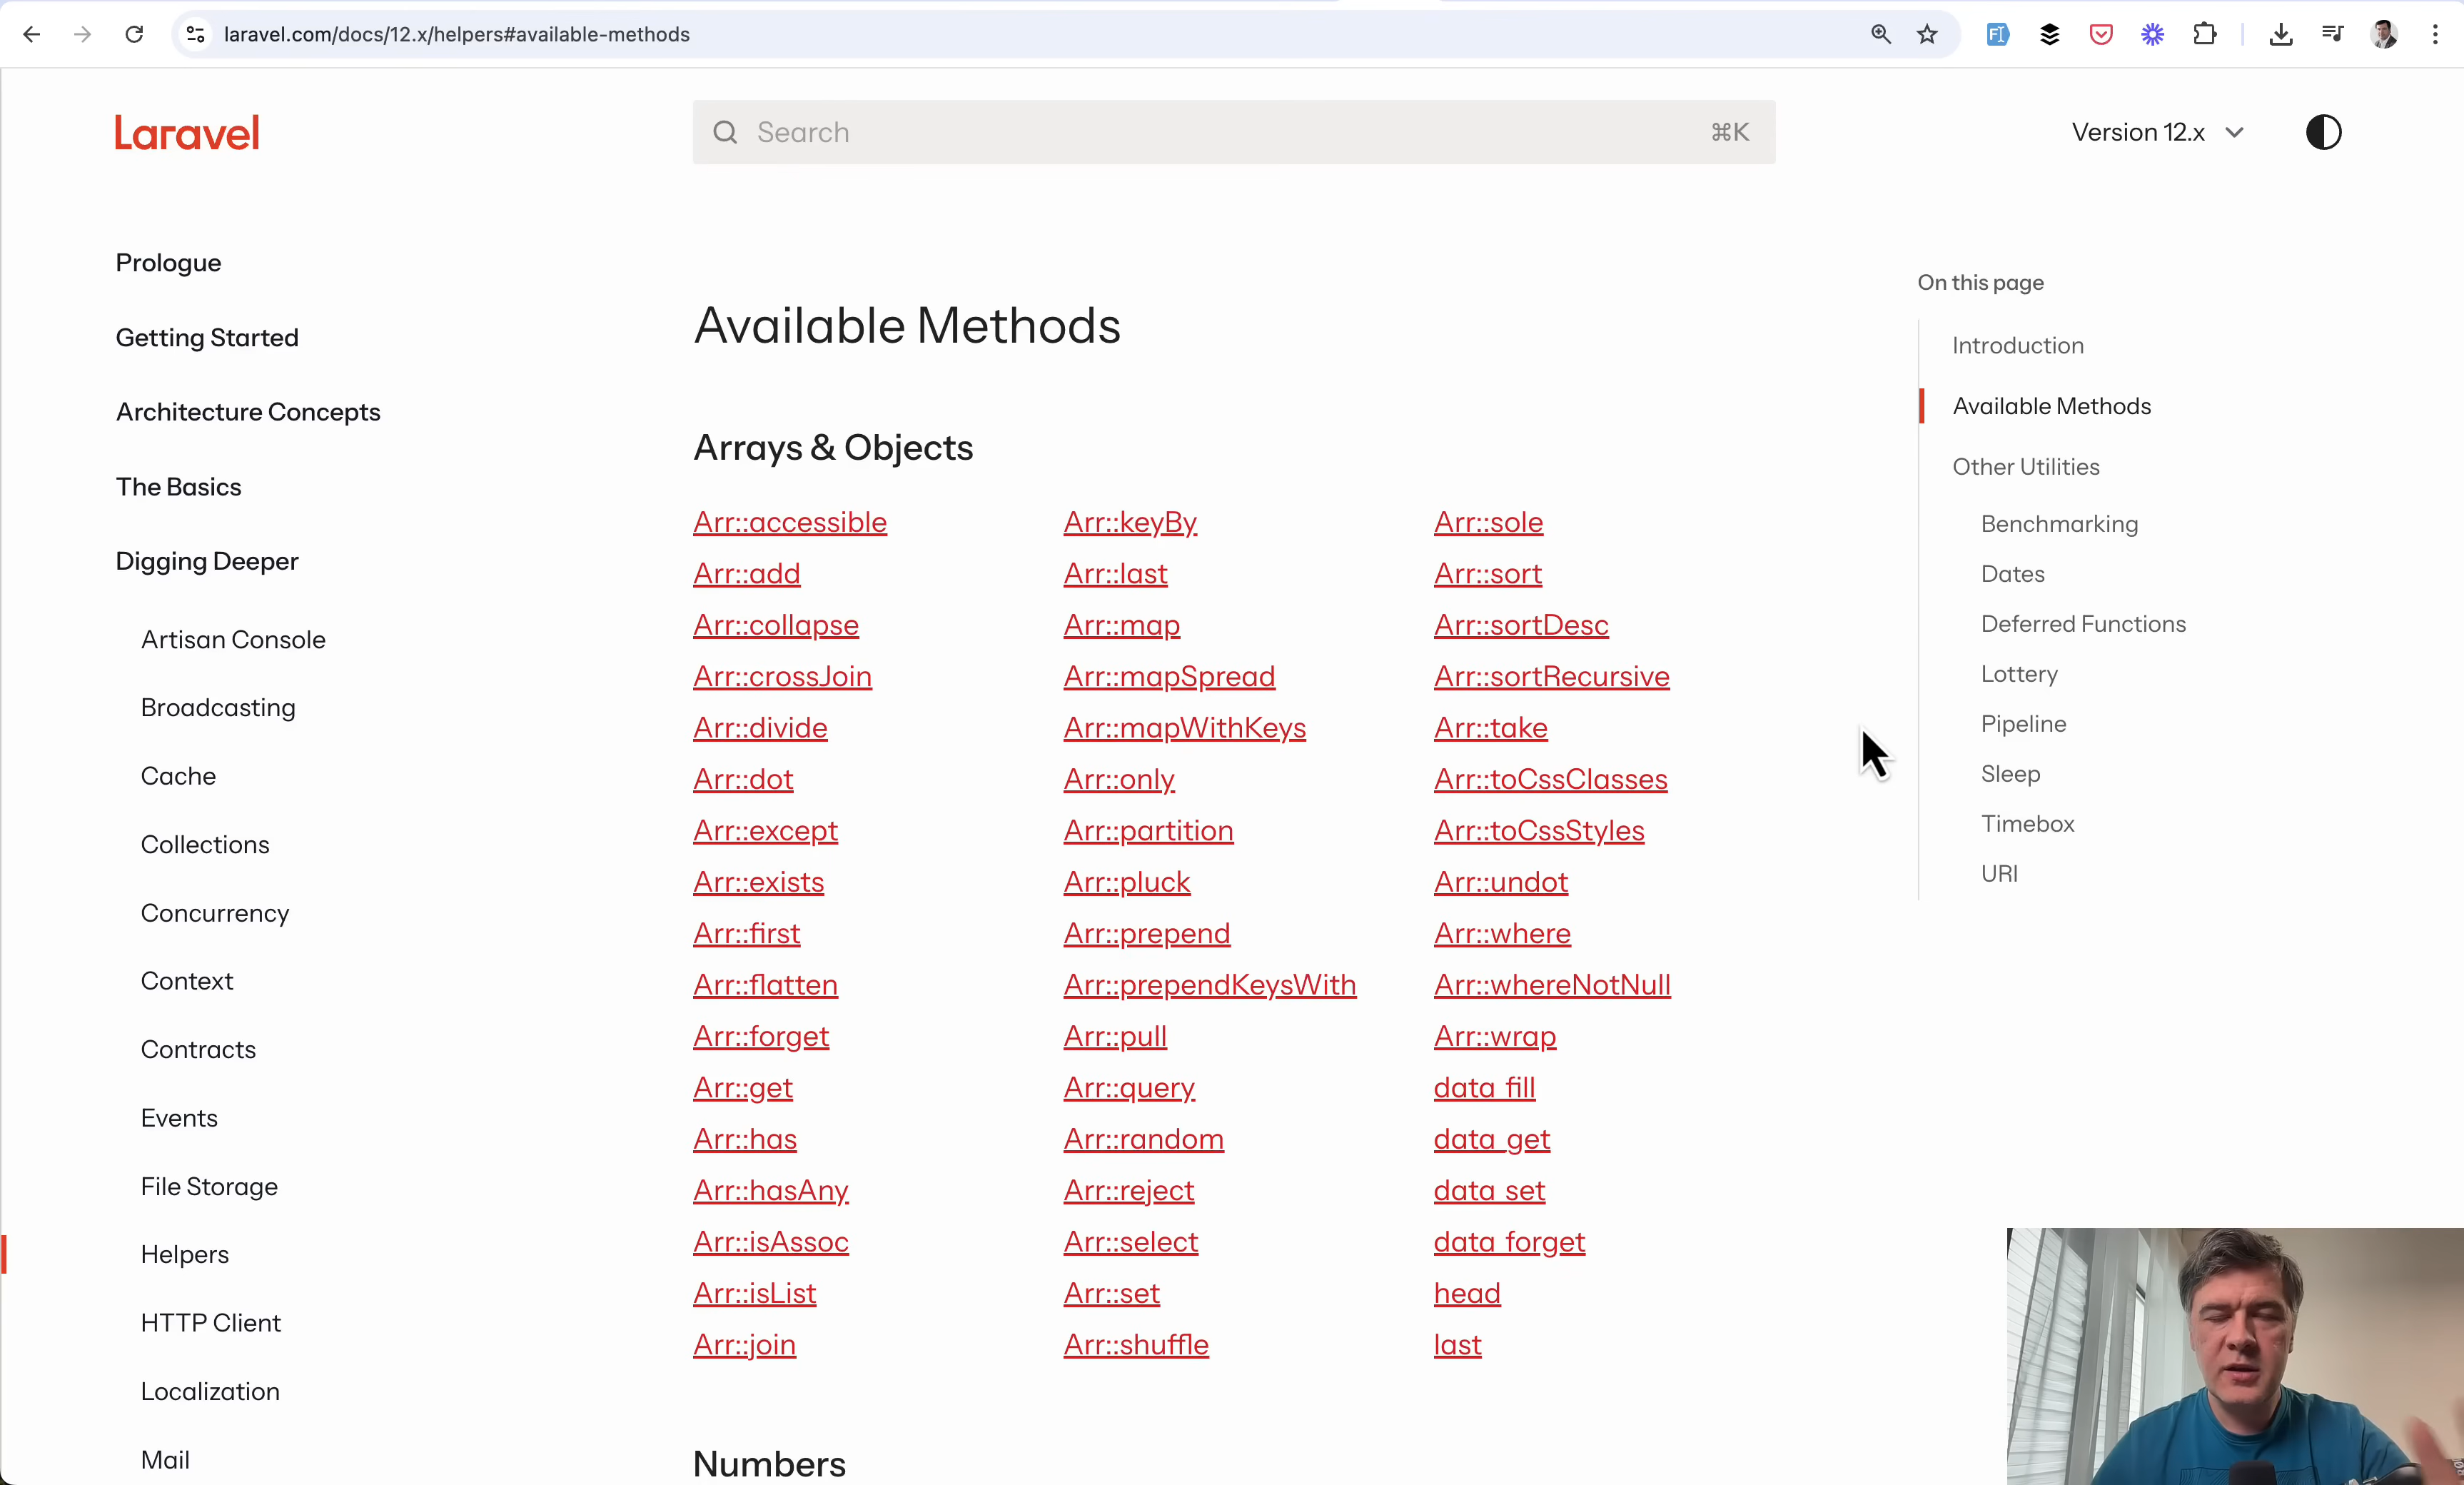 laravel.com/docs/12.x/helpers#available-methods
Laravel
Search
⌘K
Version 12.x
Prologue
Getting Started
Architecture Concepts
The Basics
Digging Deeper
Artisan Console
Broadcasting
Cache
Collections
Concurrency
Context
Contracts
Events
File Storage
Helpers
HTTP Client
Localization
Mail
Available Methods
Arrays & Objects
Arr::accessible
Arr::add
Arr::collapse
Arr::crossJoin
Arr::divide
Arr::dot
Arr::except
Arr::exists
Arr::first
Arr::flatten
Arr::forget
Arr::get
Arr::has
Arr::hasAny
Arr::isAssoc
Arr::isList
Arr::join
Arr::keyBy
Arr::last
Arr::map
Arr::mapSpread
Arr::mapWithKeys
Arr::only
Arr::partition
Arr::pluck
Arr::prepend
Arr::prependKeysWith
Arr::pull
Arr::query
Arr::random
Arr::reject
Arr::select
Arr::set
Arr::shuffle
Arr::sole
Arr::sort
Arr::sortDesc
Arr::sortRecursive
Arr::take
Arr::toCssClasses
Arr::toCssStyles
Arr::undot
Arr::where
Arr::whereNotNull
Arr::wrap
data_fill
data_get
data_set
data_forget
head
last
Numbers
On this page
Introduction
Available Methods
Other Utilities
Benchmarking
Dates
Deferred Functions
Lottery
Pipeline
Sleep
Timebox
URI